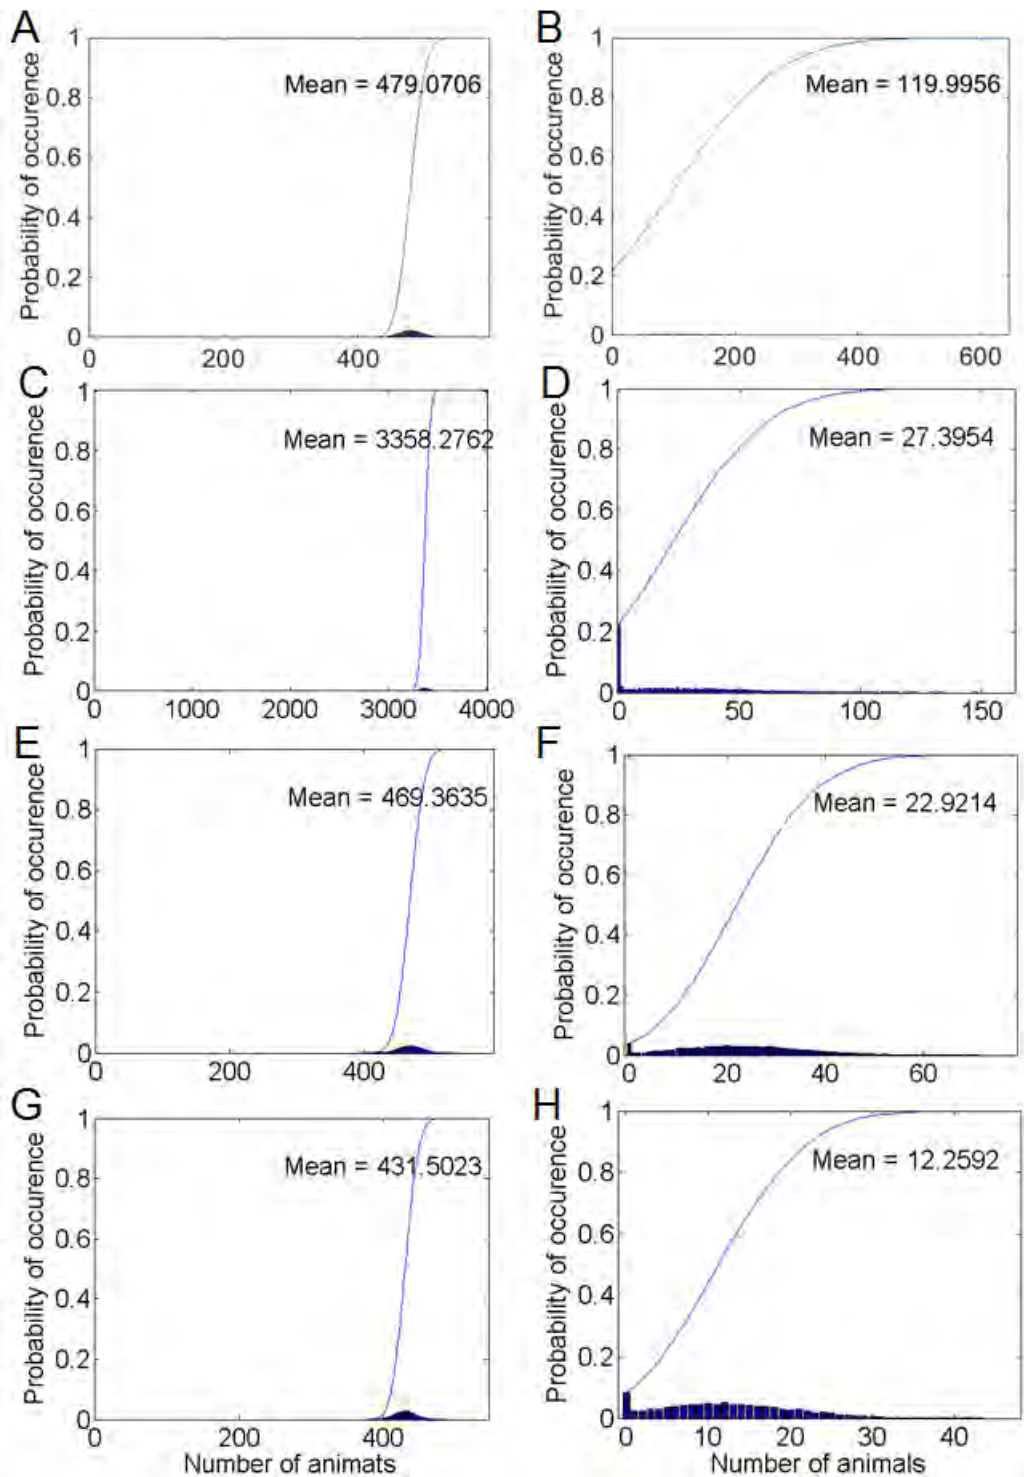 A
B
Probability of occurence
1
0.8
0.6
0.4
0.2
0
Mean = 479.0706
0 200 400
Probability of occurence
1
0.8
0.6
0.4
0.2
0
Mean = 119.9956
0 200 400 600
C
D
Probability of occurence
1
0.8
0.6
0.4
0.2
0
Mean = 3358.2762
0 1000 2000 3000 4000
Probability of occurence
1
0.8
0.6
0.4
0.2
0
Mean = 27.3954
0 50 100 150
E
F
Probability of occurence
1
0.8
0.6
0.4
0.2
0
Mean = 469.3635
0 200 400
Probability of occurence
1
0.8
0.6
0.4
0.2
0
Mean = 22.9214
0 20 40 60
G
H
Probability of occurence
1
0.8
0.6
0.4
0.2
0
Mean = 431.5023
0 200 400
Number of animats
Probability of occurence
1
0.8
0.6
0.4
0.2
0
Mean = 12.2592
0 10 20 30 40
Number of animals